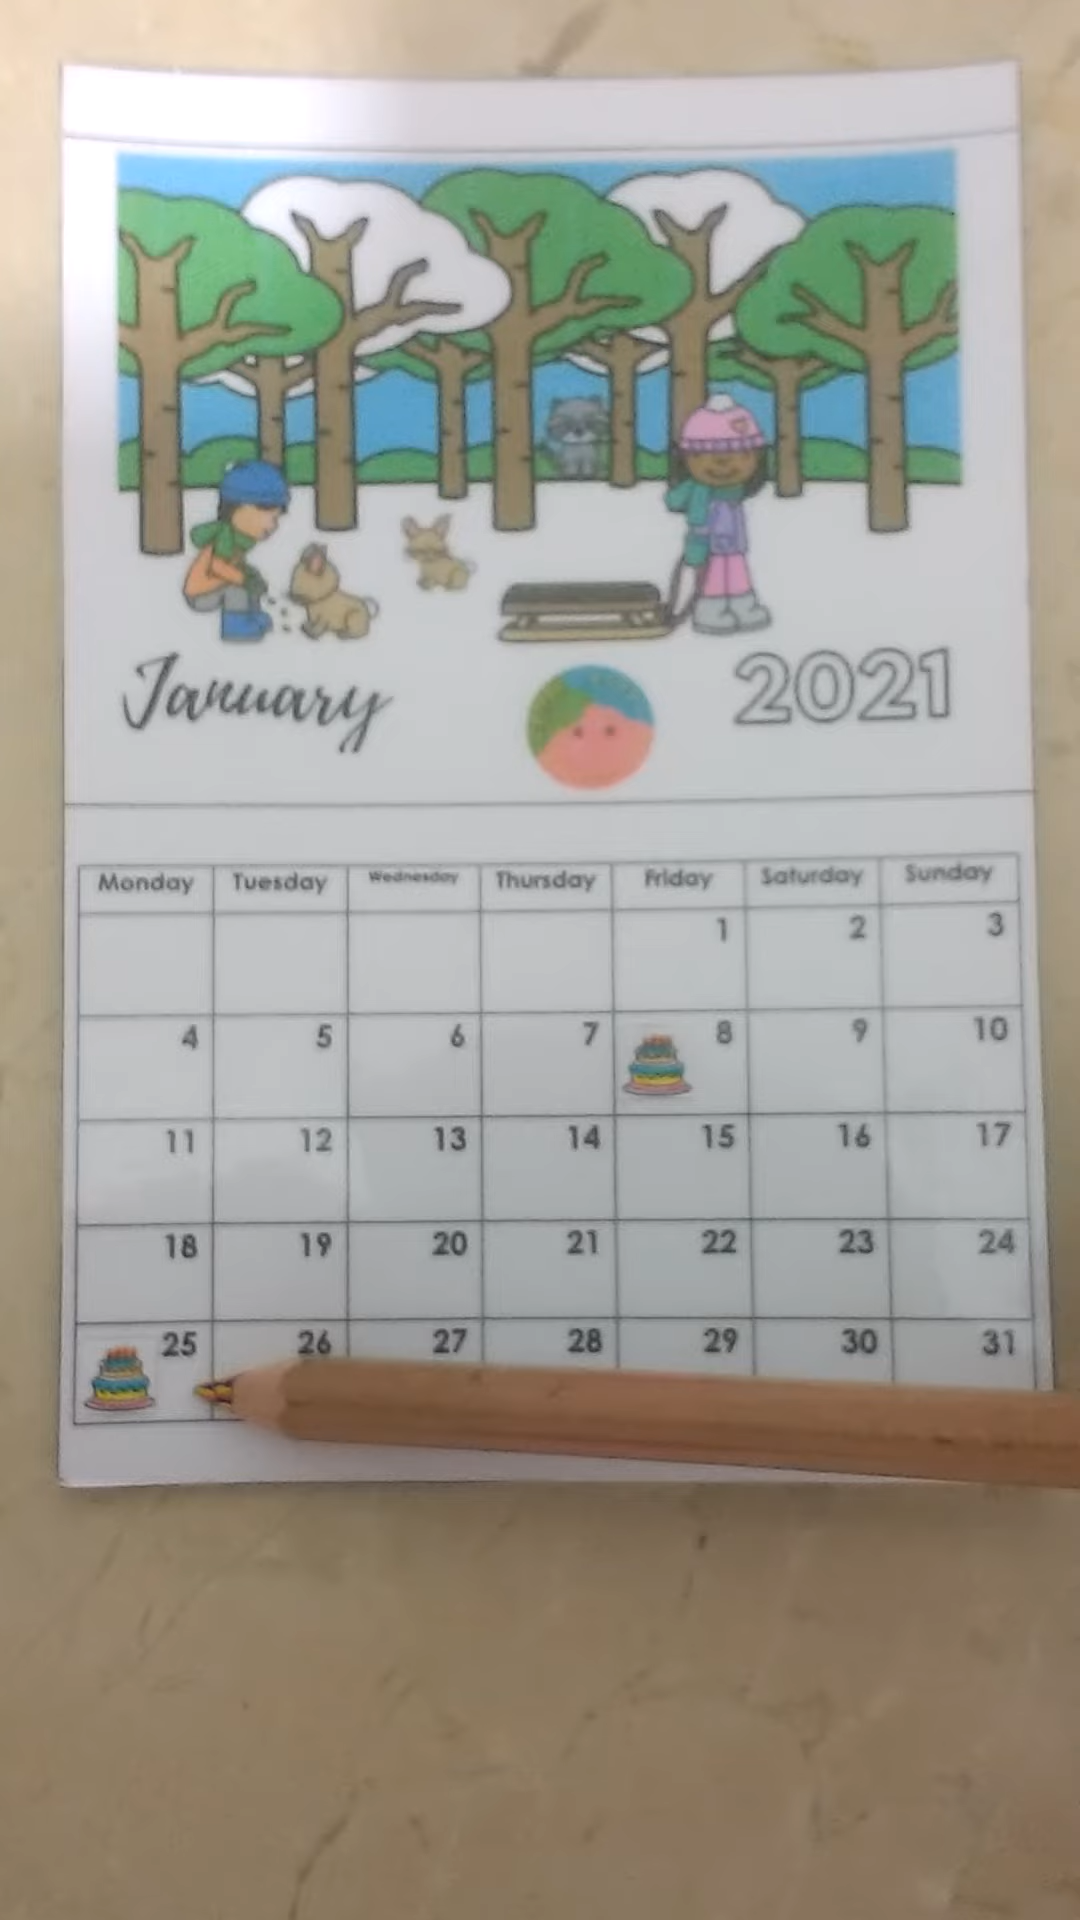 January 2021
Monday Tuesday Wednesday Thursday Friday Saturday Sunday
1 2 3
4 5 6 7 8 9 10
11 12 13 14 15 16 17
18 19 20 21 22 23 24
25 26 27 28 29 30 31